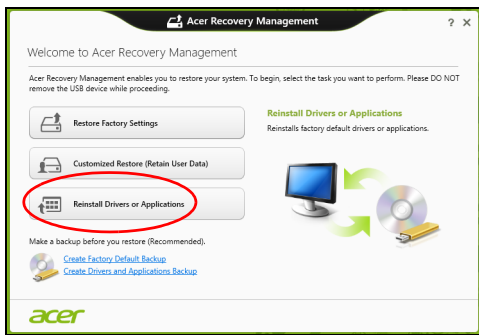 Acer Recovery Management
? ×
Welcome to Acer Recovery Management
Acer Recovery Management enables you to restore your system. To begin, select the task you want to perform. Please DO NOT
remove the USB device while proceeding.
Restore Factory Settings
Customized Restore (Retain User Data)
Reinstall Drivers or Applications
Reinstall Drivers or Applications
Reinstalls factory default drivers or applications.
Make a backup before you restore (Recommended).
Create Factory Default Backup
Create Drivers and Applications Backup
acer